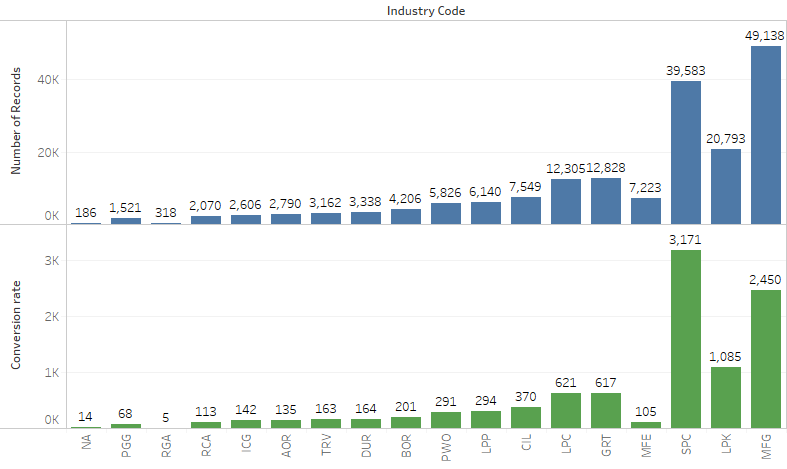 Industry Code
Number of Records
40K
20K
0K
186 1,521 318 2,070 2,606 2,790 3,162 3,338 4,206 5,826 6,140 7,549 12,305 12,828 7,223 39,583 20,793 49,138
Conversion rate
3K
2K
1K
0K
14 68 5 113 142 135 163 164 201 291 294 370 621 617 105 3,171 1,085 2,450
NA PGG RGA RCA ICG AOR TRV DUR BOR PWO LPP CIL LPC GRT MFE SPC LPK MFG